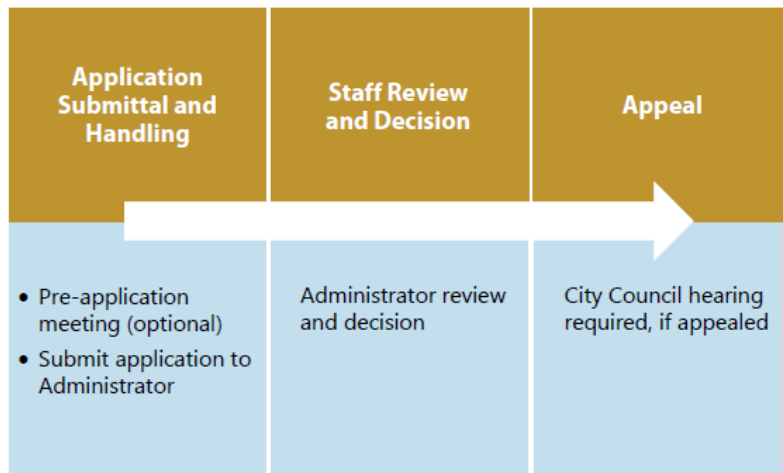 Application
Submittal and
Handling
Staff Review
and Decision
Appeal
• Pre-application
meeting (optional)
• Submit application to
Administrator
Administrator review
and decision
City Council hearing
required, if appealed